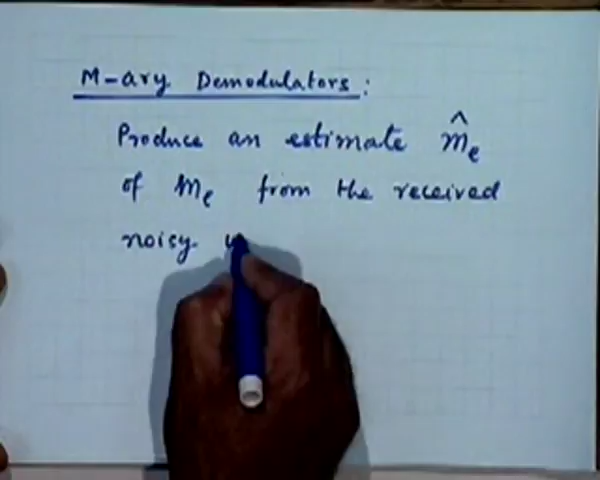 M-ary Demodulators:
Produce an estimate m̂e
of me from the received
noisy